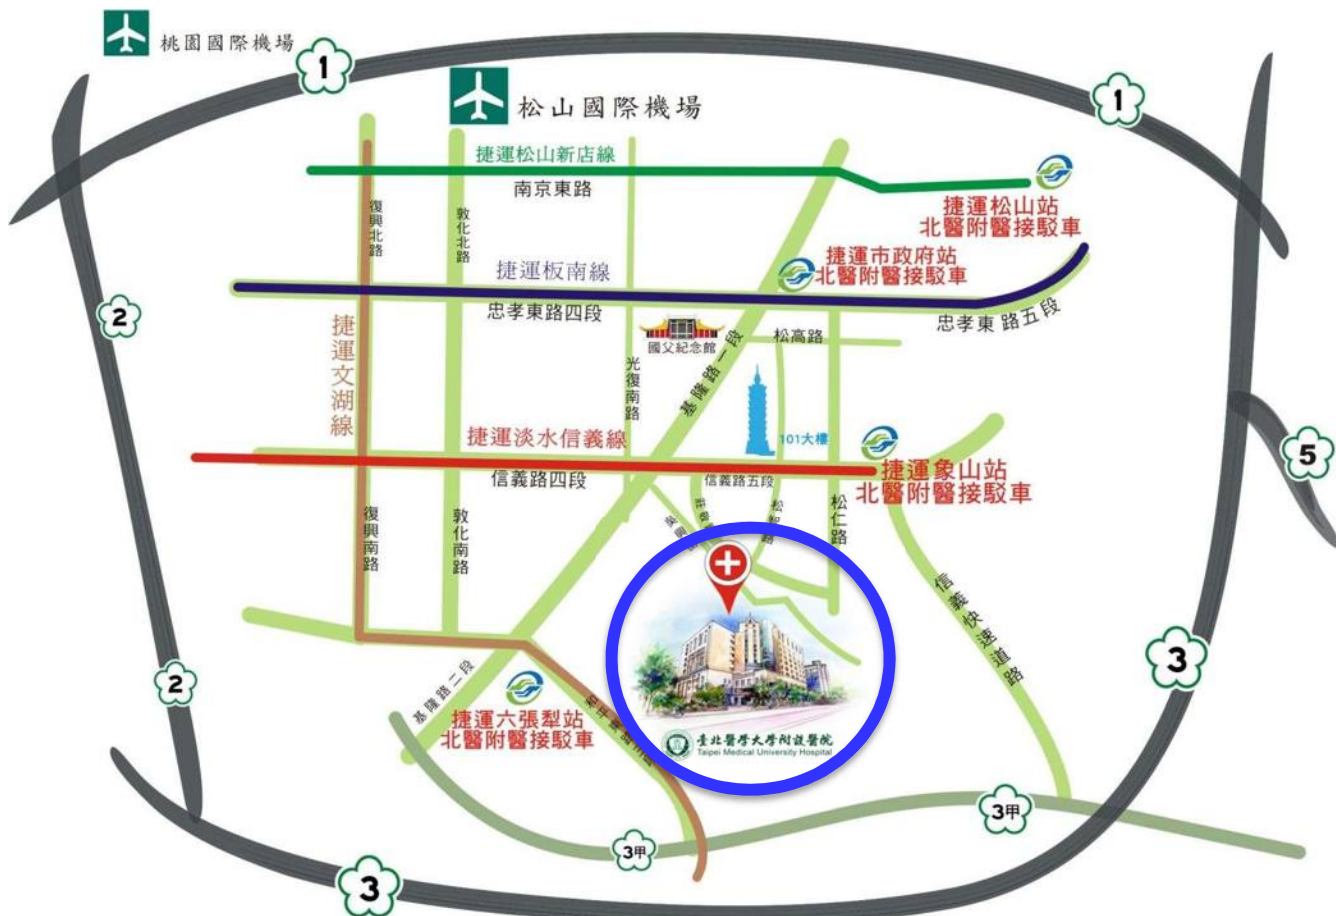 桃園國際機場
1
松山國際機場
1
捷運松山新店線
南京東路
捷運松山站
北醫附醫接駁車
復興北路
敦化北路
捷運市政府站
北醫附醫接駁車
捷運板南線
忠孝東路四段
忠孝東路五段
2
捷運文湖線
國父紀念館
松高路
光復南路
基隆路一段
101大樓
捷運淡水信義線
信義路四段
信義路五段
捷運象山站
北醫附醫接駁車
5
復興南路
敦化南路
松仁路
信義快速道路
2
3
基隆路二段
捷運六張犁站
北醫附醫接駁車
臺北醫學大學附設醫院
Taipei Medical University Hospital
3甲
3甲
3